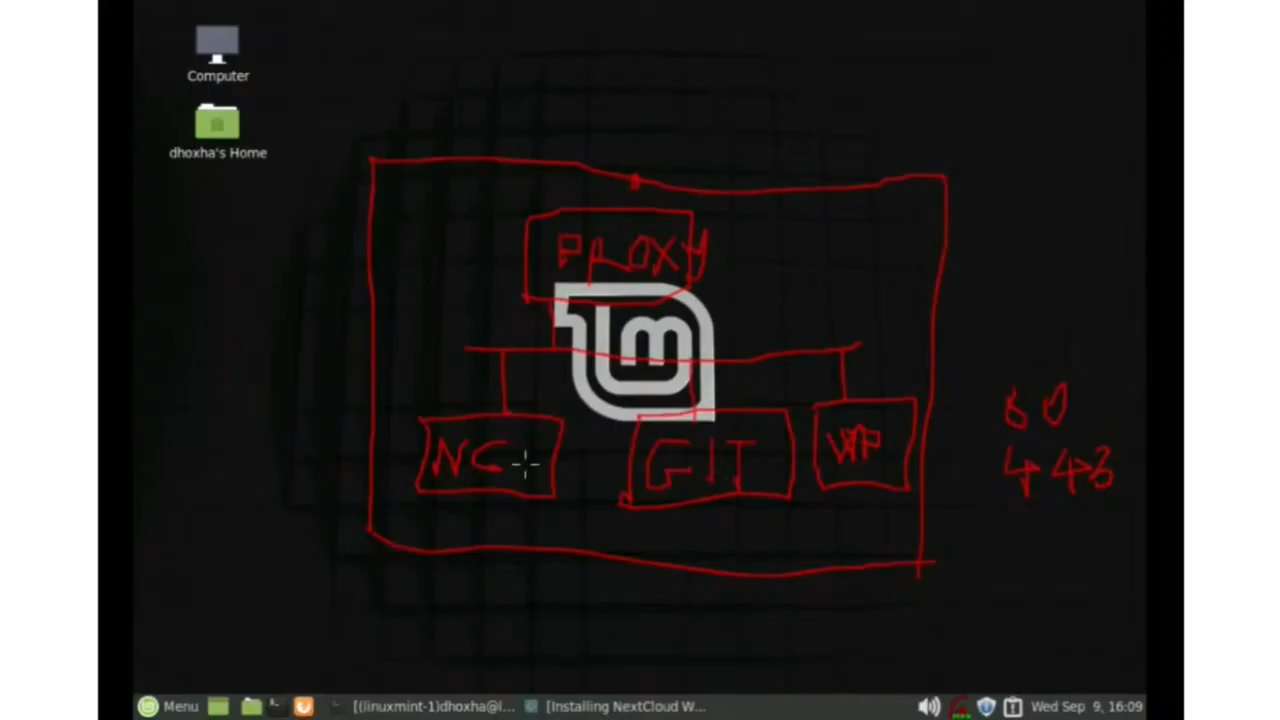 Computer
dhoxha's Home
PROXY
NC
GIT
WP
80
443
Menu
[(linuxmint-1)dhoxha@l...
[Installing NextCloud W...
Wed Sep 9, 16:09